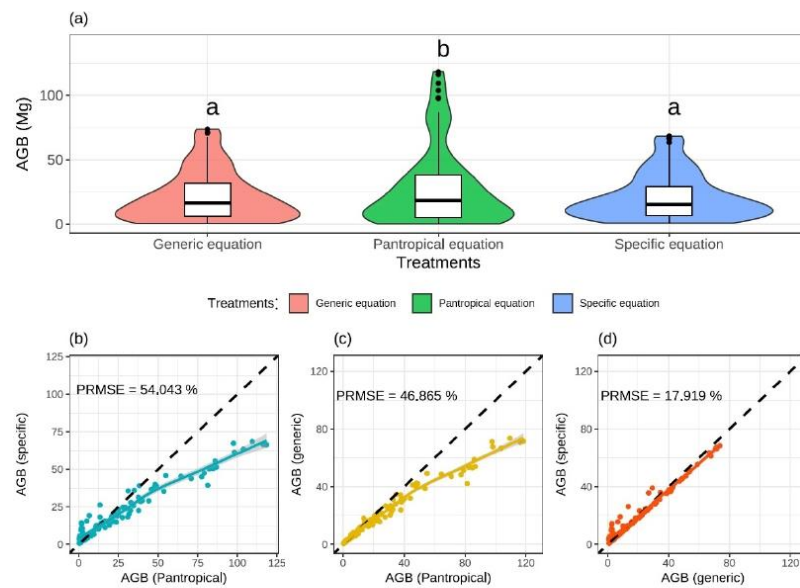 (a)
a
b
a
AGB (Mg)
100
50
0
Generic equation
Pantropical equation
Specific equation
Treatments
Treatments: Generic equation Pantropical equation Specific equation
(b)
PRMSE = 54,043 %
AGB (specific)
125
100
75
50
25
0
0 25 50 75 100 125
AGB (Pantropical)
(c)
PRMSE = 46.865 %
AGB (generic)
120
80
40
0
0 40 80 120
AGB (Pantropical)
(d)
PRMSE = 17.919 %
AGB (specific)
120
80
40
0
0 40 80 120
AGB (generic)